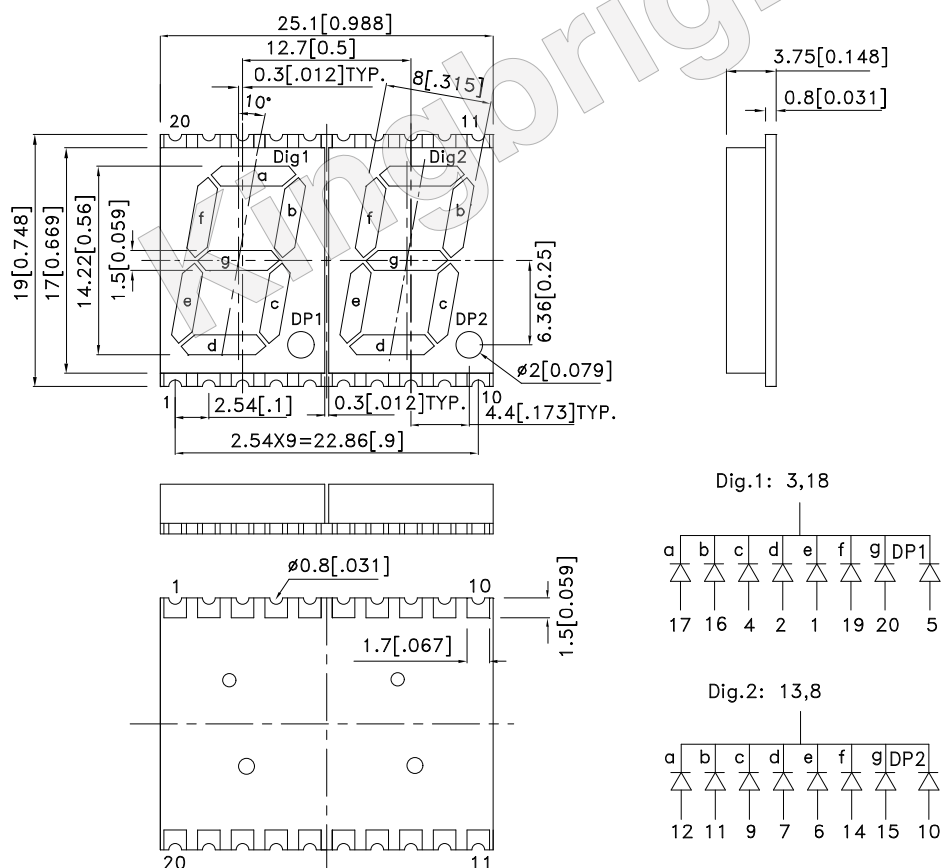 25.1[0.988]
12.7[0.5]
0.3[.012]TYP.
8[.315]
10°
3.75[0.148]
0.8[0.031]
20
11
Dig1
Dig2
a
f
b
g
e
c
d
DP1
f
b
g
e
c
d
DP2
19[0.748]
17[0.669]
14.22[0.56]
1.5[0.059]
6.36[0.25]
ø2[0.079]
1
10
2.54[.1]
0.3[.012]TYP.
4.4[.173]TYP.
2.54X9=22.86[.9]
Kingbrig
ø0.8[.031]
1
10
1.5[0.059]
1.7[.067]
20
11
Dig.1: 3,18
a b c d e f g DP1
17 16 4 2 1 19 20 5
Dig.2: 13,8
a b c d e f g DP2
12 11 9 7 6 14 15 10